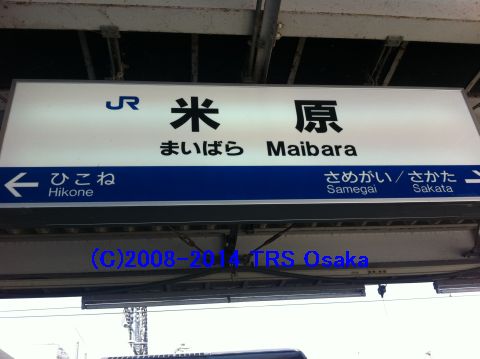 JR 米原
まいばら Maibara
← ひこね さめがい/さかた →
Hikone Samegai Sakata
(C)2008-2014 TRS Osaka